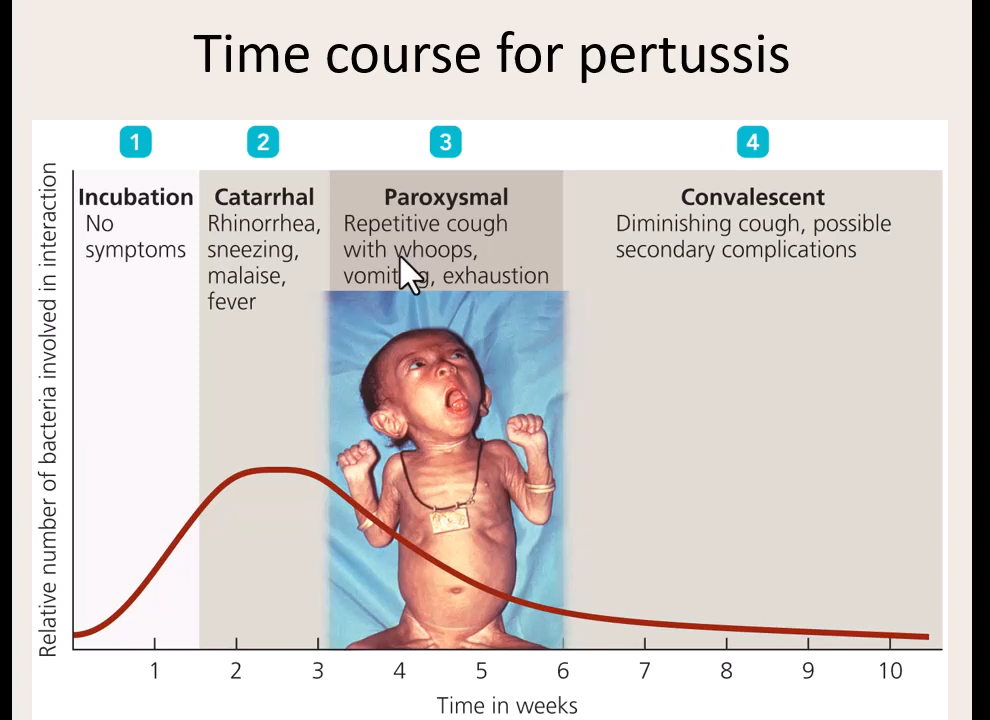 Time course for pertussis
1 2 3 4
Relative number of bacteria involved in interaction
Incubation
No
symptoms
Catarrhal
Rhinorrhea,
sneezing,
malaise,
fever
Paroxysmal
Repetitive cough
with whoops,
vomiting, exhaustion
Convalescent
Diminishing cough, possible
secondary complications
1 2 3 4 5 6 7 8 9 10
Time in weeks